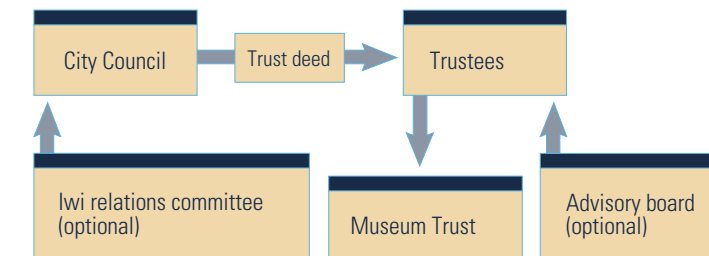 City Council
Trust deed
Trustees
Iwi relations committee
(optional)
Museum Trust
Advisory board
(optional)